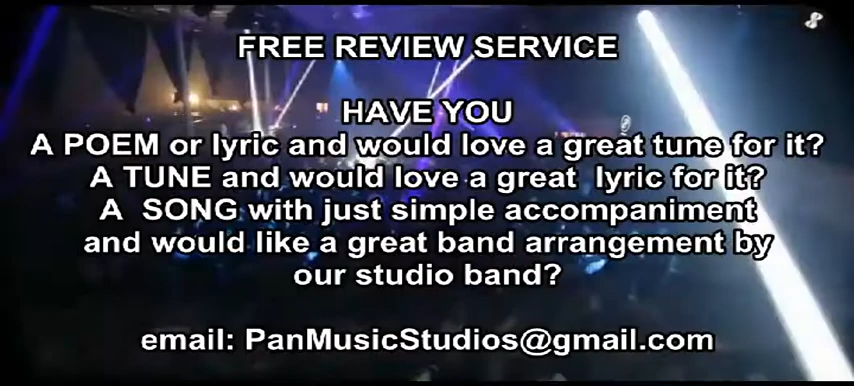 FREE REVIEW SERVICE
HAVE YOU
A POEM or lyric and would love a great tune for it?
A TUNE and would love a great lyric for it?
A SONG with just simple accompaniment
and would like a great band arrangement by
our studio band?
email: PanMusicStudios@gmail.com